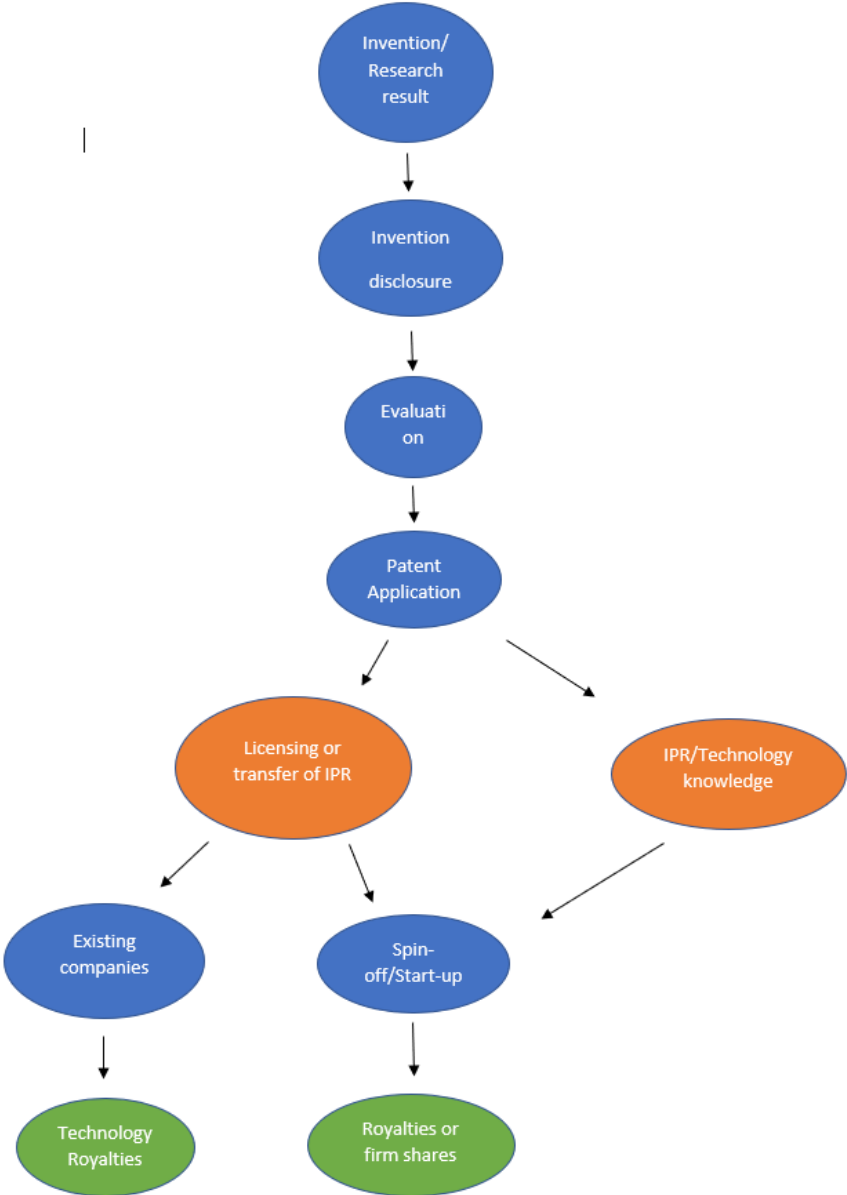 Invention/
Research
result
Invention
disclosure
Evaluati
on
Patent
Application
Licensing or
transfer of IPR
IPR/Technology
knowledge
Existing
companies
Spin-
off/Start-up
Technology
Royalties
Royalties or
firm shares